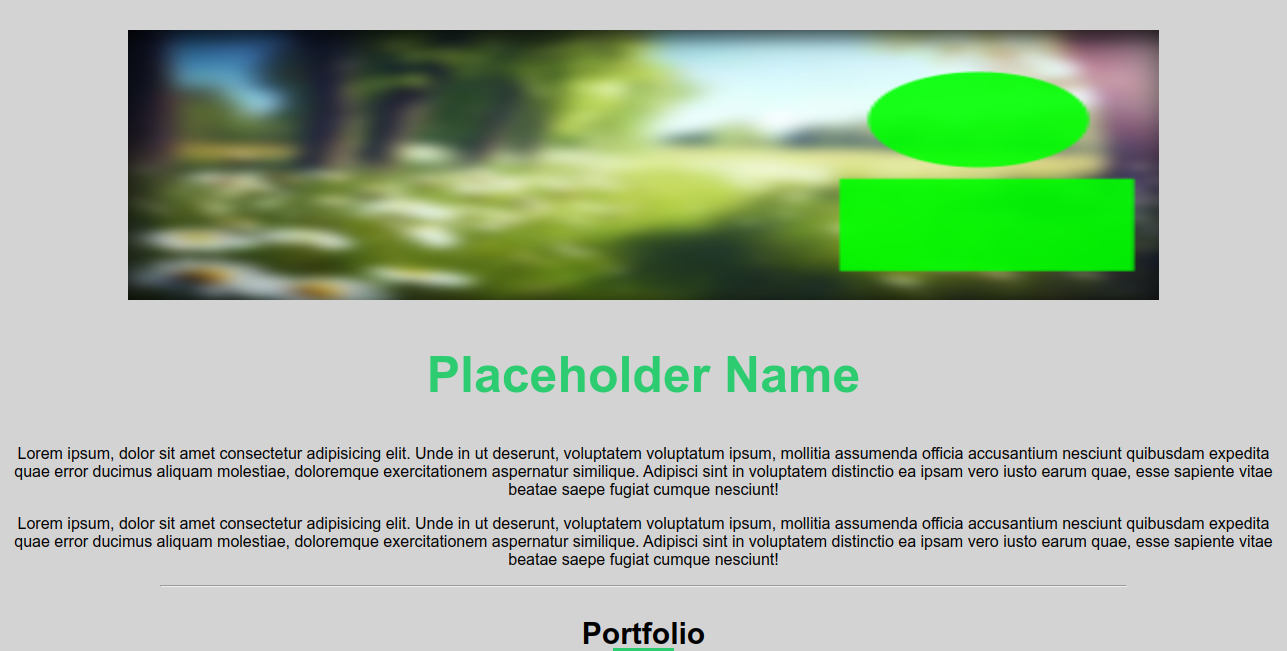 Placeholder Name
Lorem ipsum, dolor sit amet consectetur adipisicing elit. Unde in ut deserunt, voluptatem voluptatum ipsum, mollitia assumenda officia accusantium nesciunt quibusdam expedita
quae error ducimus aliquam molestiae, doloremque exercitationem aspernatur similique. Adipisci sint in voluptatem distinctio ea ipsam vero iusto earum quae, esse sapiente vitae
beatae saepe fugiat cumque nesciunt!
Lorem ipsum, dolor sit amet consectetur adipisicing elit. Unde in ut deserunt, voluptatem voluptatum ipsum, mollitia assumenda officia accusantium nesciunt quibusdam expedita
quae error ducimus aliquam molestiae, doloremque exercitationem aspernatur similique. Adipisci sint in voluptatem distinctio ea ipsam vero iusto earum quae, esse sapiente vitae
beatae saepe fugiat cumque nesciunt!
Portfolio